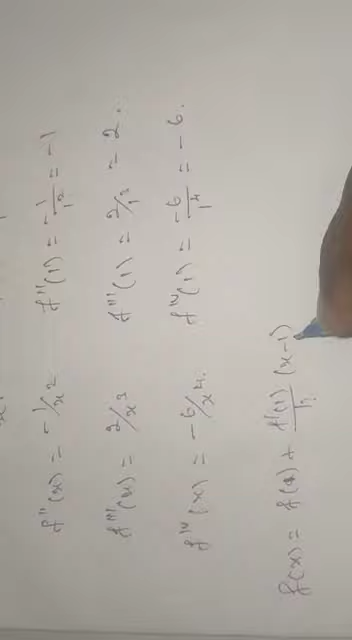 f''(x) = -1/x² f''(1) = -1/1² = -1
f'''(x) = 2/x³ f'''(1) = 2/1³ = 2.
f^iv(x) = -6/x⁴. f^iv(1) = -6/1⁴ = -6.
f(x) = f(1) + f'(1)/1! (x-1)